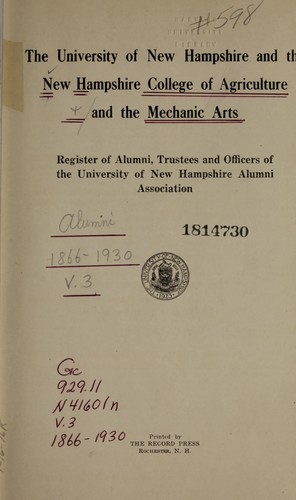 #598
The University of New Hampshire and th
New Hampshire College of Agriculture
and the Mechanic Arts
Register of Alumni, Trustees and Officers of
the University of New Hampshire Alumni
Association
Alumni
1814730
1866-1930
V.3
Gc
929.11
N41601n
V.3
1866-1930
Printed by
THE RECORD PRESS
ROCHESTER, N. H.